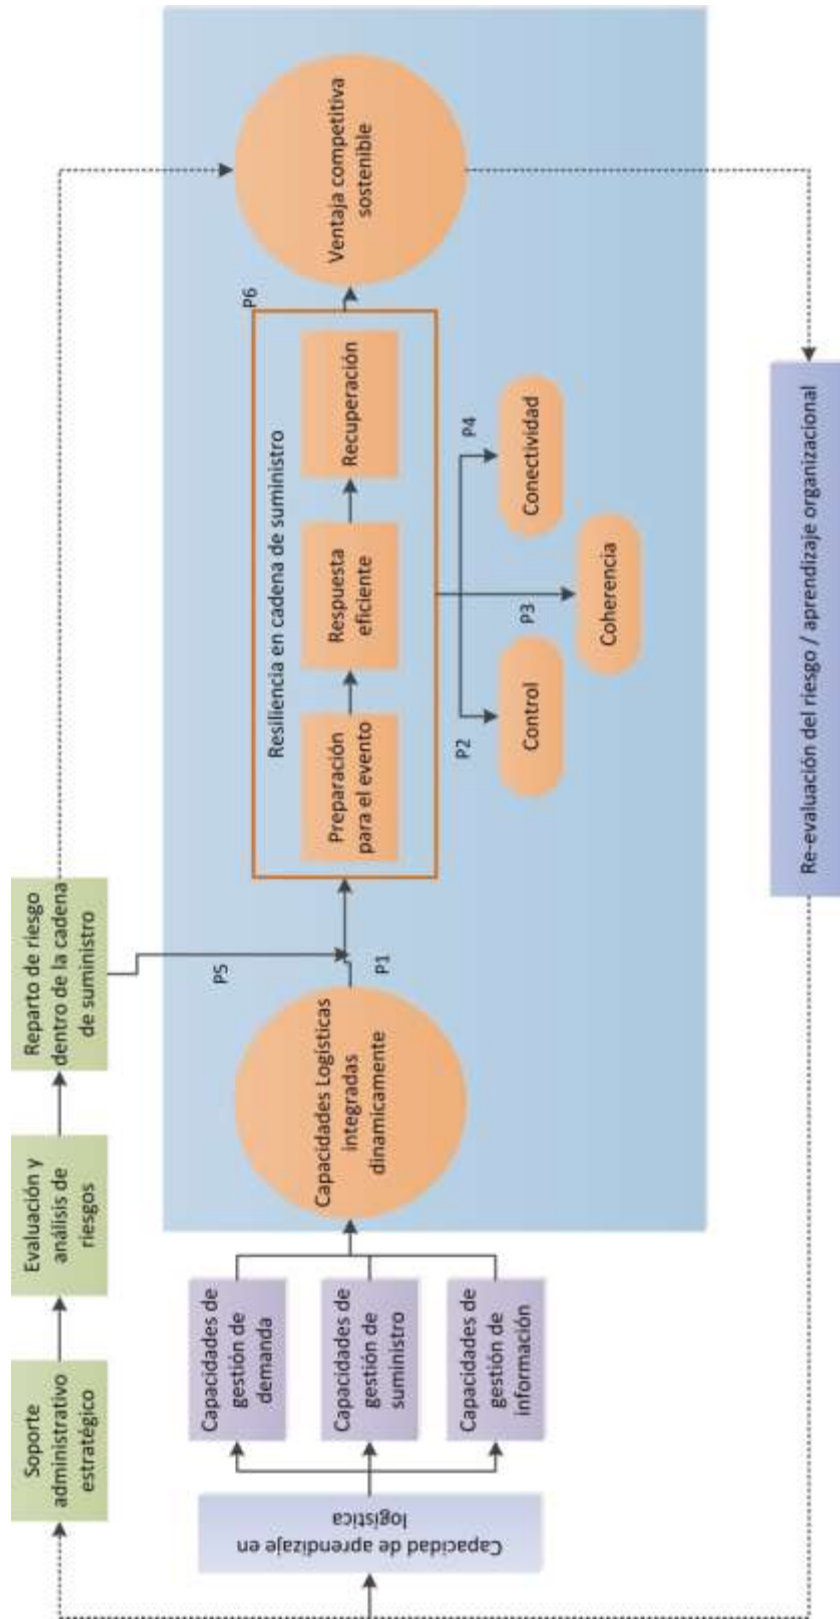 Soporte
administrativo
estratégico
Evaluación y
análisis de
riesgos
Reparto de riesgo
dentro de la cadena
de suministro
Capacidad de aprendizaje en
logística
Capacidades de
gestión de
demanda
Capacidades de
gestión de
suministro
Capacidades de
gestión de
información
Capacidades Logísticas
integradas
dinamicamente
P5
P1
Resiliencia en cadena de suministro
Preparación
para el evento
Respuesta
eficiente
Recuperación
P6
Ventaja competitiva
sostenible
P2
P3
P4
Control
Coherencia
Conectividad
Re-evaluación del riesgo / aprendizaje organizacional